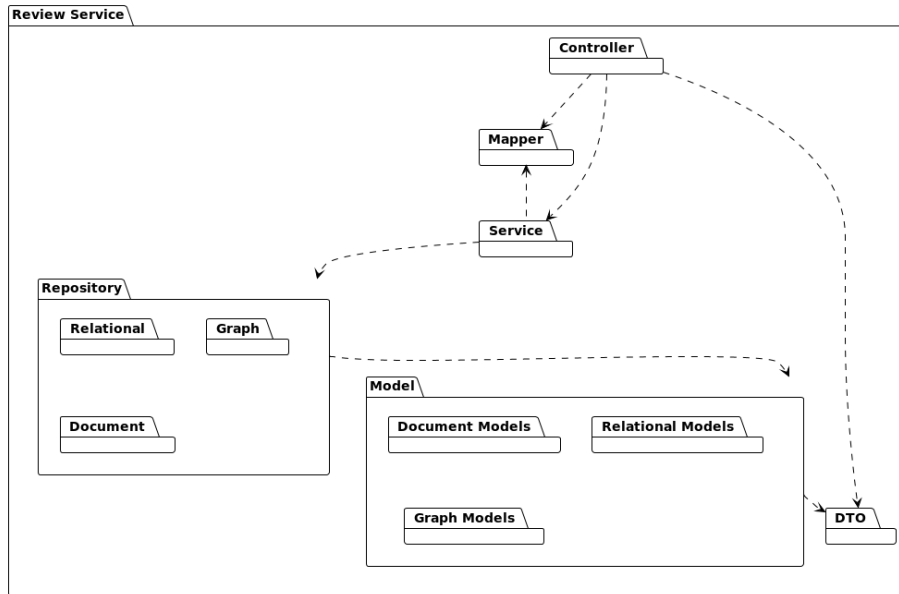 Review Service
Controller
Mapper
Service
Repository
Relational
Graph
Document
Model
Document Models
Relational Models
Graph Models
DTO